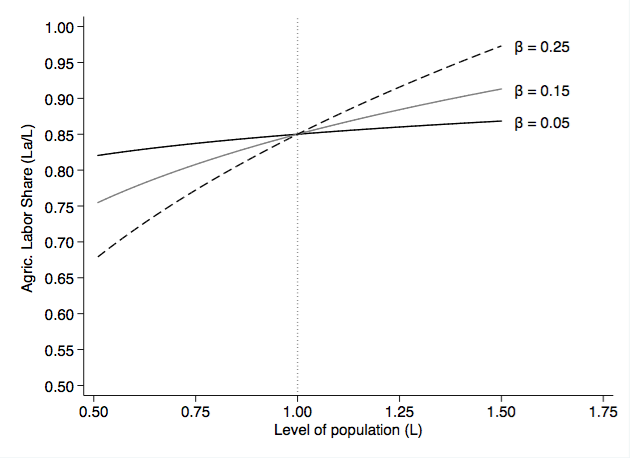 1.00
0.95
0.90
0.85
0.80
0.75
0.70
0.65
0.60
0.55
0.50
Agric. Labor Share (La/L)
β = 0.25
β = 0.15
β = 0.05
0.50 0.75 1.00 1.25 1.50 1.75
Level of population (L)